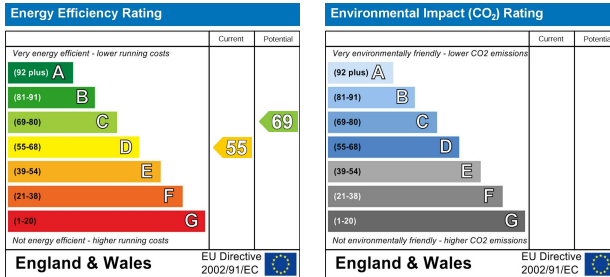 Energy Efficiency Rating
Current Potential
Very energy efficient - lower running costs
(92 plus) A
(81-91) B
(69-80) C
69
(55-68) D
55
(39-54) E
(21-38) F
(1-20) G
Not energy efficient - higher running costs
England & Wales
EU Directive
2002/91/EC
Environmental Impact (CO₂) Rating
Current Potential
Very environmentally friendly - lower CO2 emissions
(92 plus) A
(81-91) B
(69-80) C
(55-68) D
(39-54) E
(21-38) F
(1-20) G
Not environmentally friendly - higher CO2 emissions
England & Wales
EU Directive
2002/91/EC